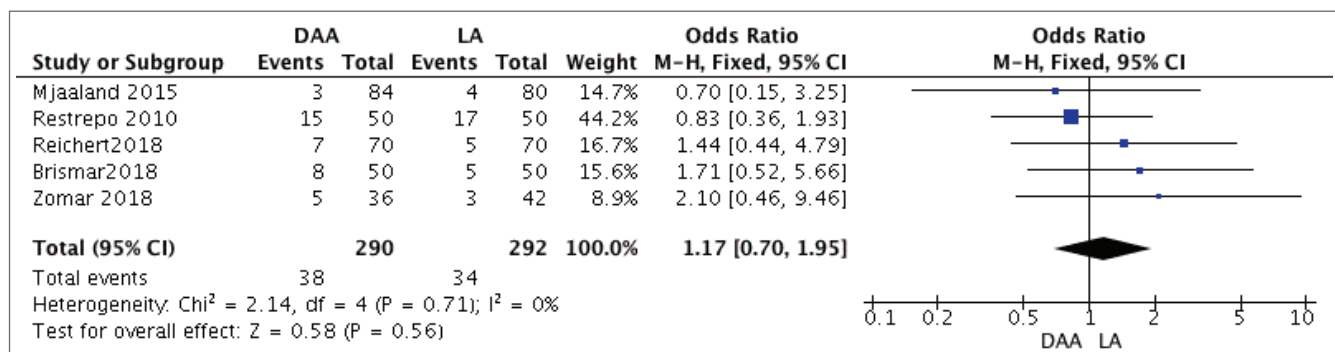 DAA LA Odds Ratio Odds Ratio
Study or Subgroup Events Total Events Total Weight M-H, Fixed, 95% CI M-H, Fixed, 95% CI
Mjaaland 2015 3 84 4 80 14.7% 0.70 [0.15, 3.25]
Restrepo 2010 15 50 17 50 44.2% 0.83 [0.36, 1.93]
Reichert2018 7 70 5 70 16.7% 1.44 [0.44, 4.79]
Brismar2018 8 50 5 50 15.6% 1.71 [0.52, 5.66]
Zomar 2018 5 36 3 42 8.9% 2.10 [0.46, 9.46]
Total (95% CI) 290 292 100.0% 1.17 [0.70, 1.95]
Total events 38 34
Heterogeneity: Chi² = 2.14, df = 4 (P = 0.71); I² = 0%
Test for overall effect: Z = 0.58 (P = 0.56)
0.1 0.2 0.5 1 2 5 10
DAA LA